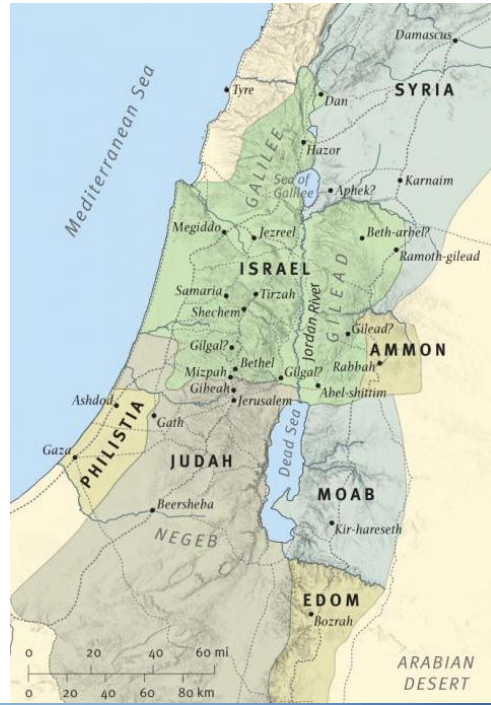 Damascus
SYRIA
Mediterranean Sea
Tyre
Dan
GALILEE
Hazor
Sea of
Galilee
Aphek?
Karnaim
Megiddo
Jezreel
Beth-arbel?
Ramoth-gilead
ISRAEL
GILEAD
Jordan River
Samaria
Tirzah
Shechem
Gilead?
Gilgal?
AMMON
Bethel
Mizpah
Gilgal?
Rabbah
Gibeah
Abel-shittim
Jerusalem
Ashdod
Gath
PHILISTIA
Gaza
JUDAH
Dead Sea
MOAB
Beersheba
NEGEB
Kir-hareseth
EDOM
Bozrah
0 20 40 60 mi
0 20 40 60 80 km
ARABIAN
DESERT